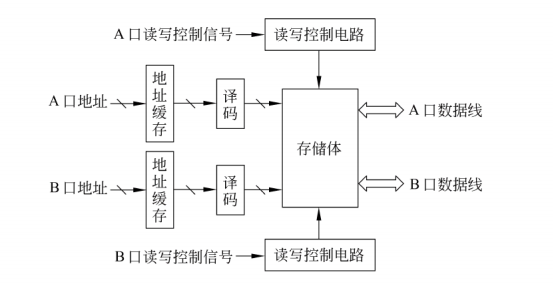 A口读写控制信号
读写控制电路
A口地址
地址缓存
译码
存储体
A口数据线
B口地址
地址缓存
译码
B口数据线
B口读写控制信号
读写控制电路